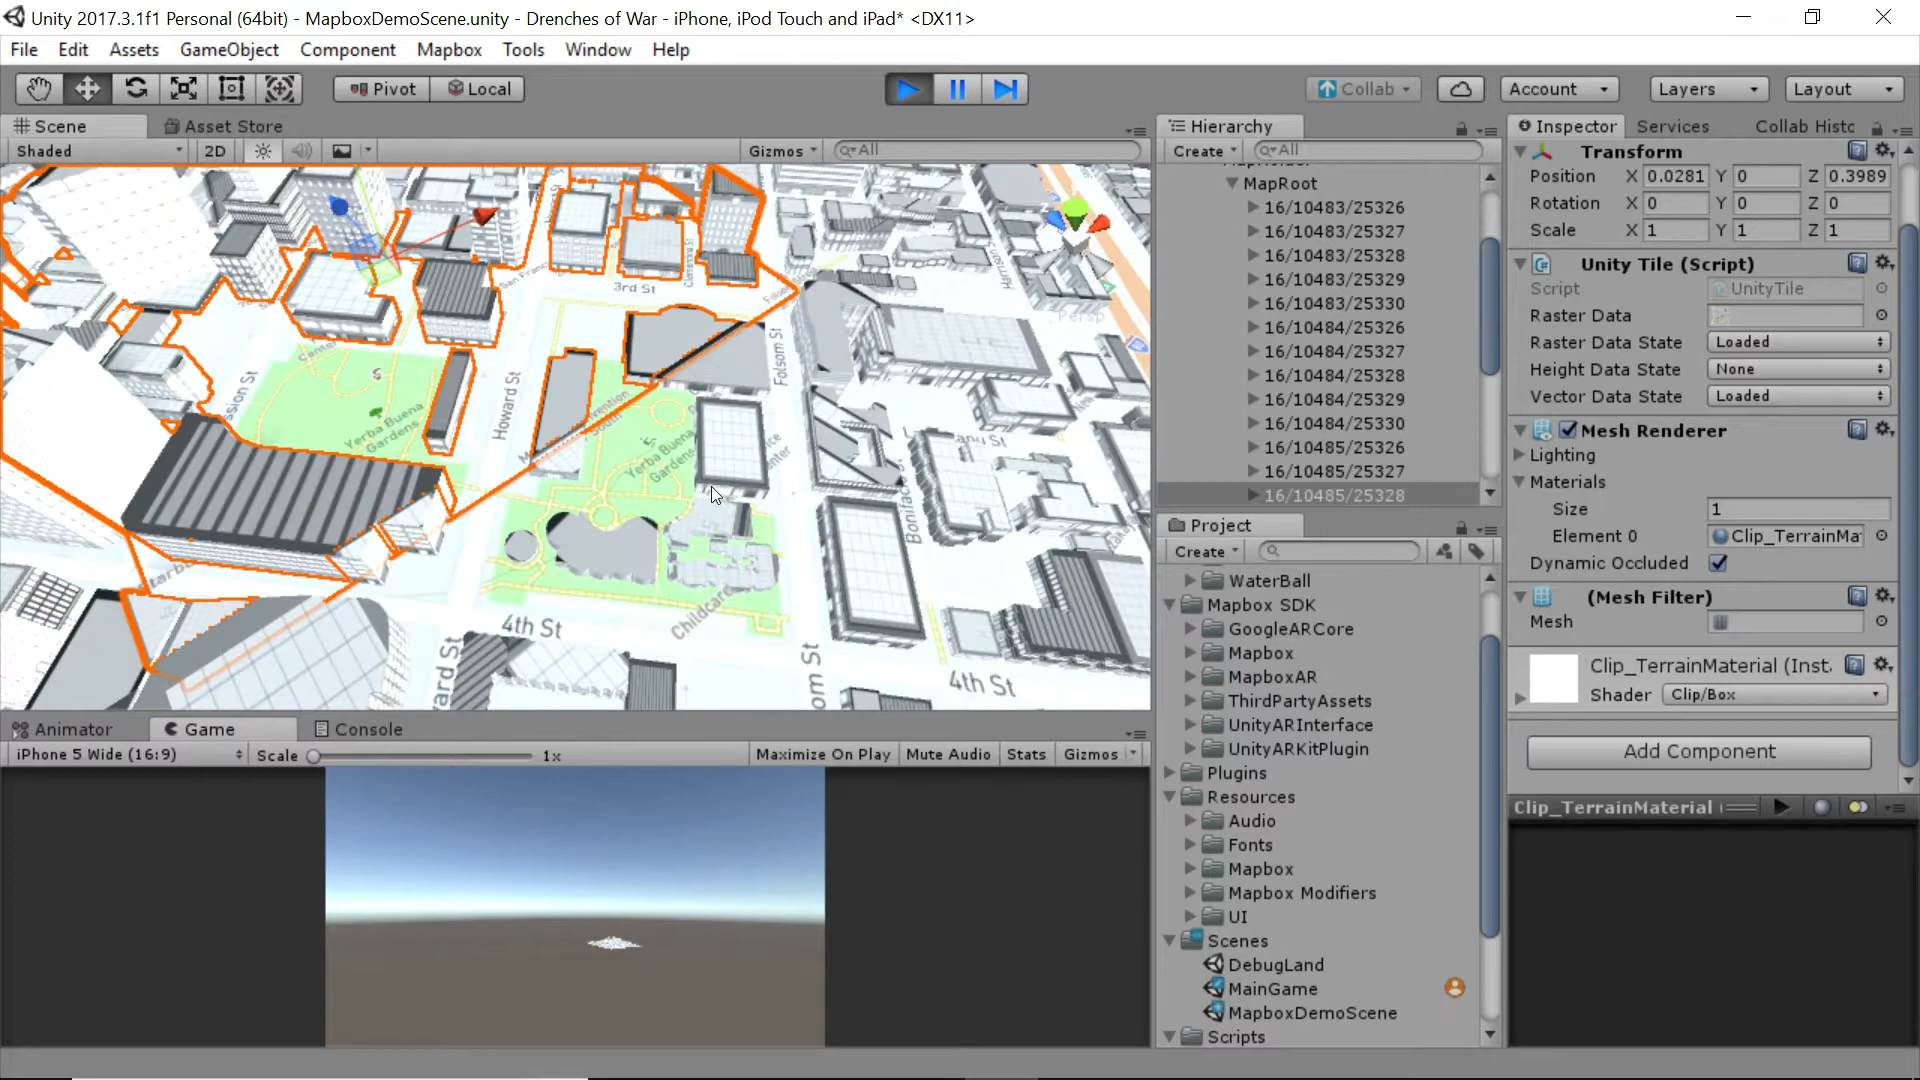 Unity 2017.3.1f1 Personal (64bit) - MapboxDemoScene.unity - Drenches of War - iPhone, iPod Touch and iPad* <DX11>
File Edit Assets GameObject Component Mapbox Tools Window Help
Pivot Local Collab Account Layers Layout
Scene Asset Store
Shaded 2D Gizmos All
3rd St
Howard St
Folsom St
Yerba Buena
Gardens
Yerba Buena
Gardens
4th St
4th St
Persp
Hierarchy
Create All
MapRoot
16/10483/25326
16/10483/25327
16/10483/25328
16/10483/25329
16/10483/25330
16/10484/25326
16/10484/25327
16/10484/25328
16/10484/25329
16/10484/25330
16/10485/25326
16/10485/25327
16/10485/25328
Project
Create
WaterBall
Mapbox SDK
GoogleARCore
Mapbox
MapboxAR
ThirdPartyAssets
UnityARInterface
UnityARKitPlugin
Plugins
Resources
Audio
Fonts
Mapbox
Mapbox Modifiers
UI
Scenes
DebugLand
MainGame
MapboxDemoScene
Scripts
Inspector Services Collab Histo
Transform
Position X 0.0281 Y 0 Z 0.3989
Rotation X 0 Y 0 Z 0
Scale X 1 Y 1 Z 1
Unity Tile (Script)
Script UnityTile
Raster Data
Raster Data State Loaded
Height Data State None
Vector Data State Loaded
Mesh Renderer
Lighting
Materials
Size 1
Element 0 Clip_TerrainMa
Dynamic Occluded
(Mesh Filter)
Mesh
Clip_TerrainMaterial (Inst.
Shader Clip/Box
Add Component
Clip_TerrainMaterial
Animator Game Console
iPhone 5 Wide (16:9) Scale 1x Maximize On Play Mute Audio Stats Gizmos